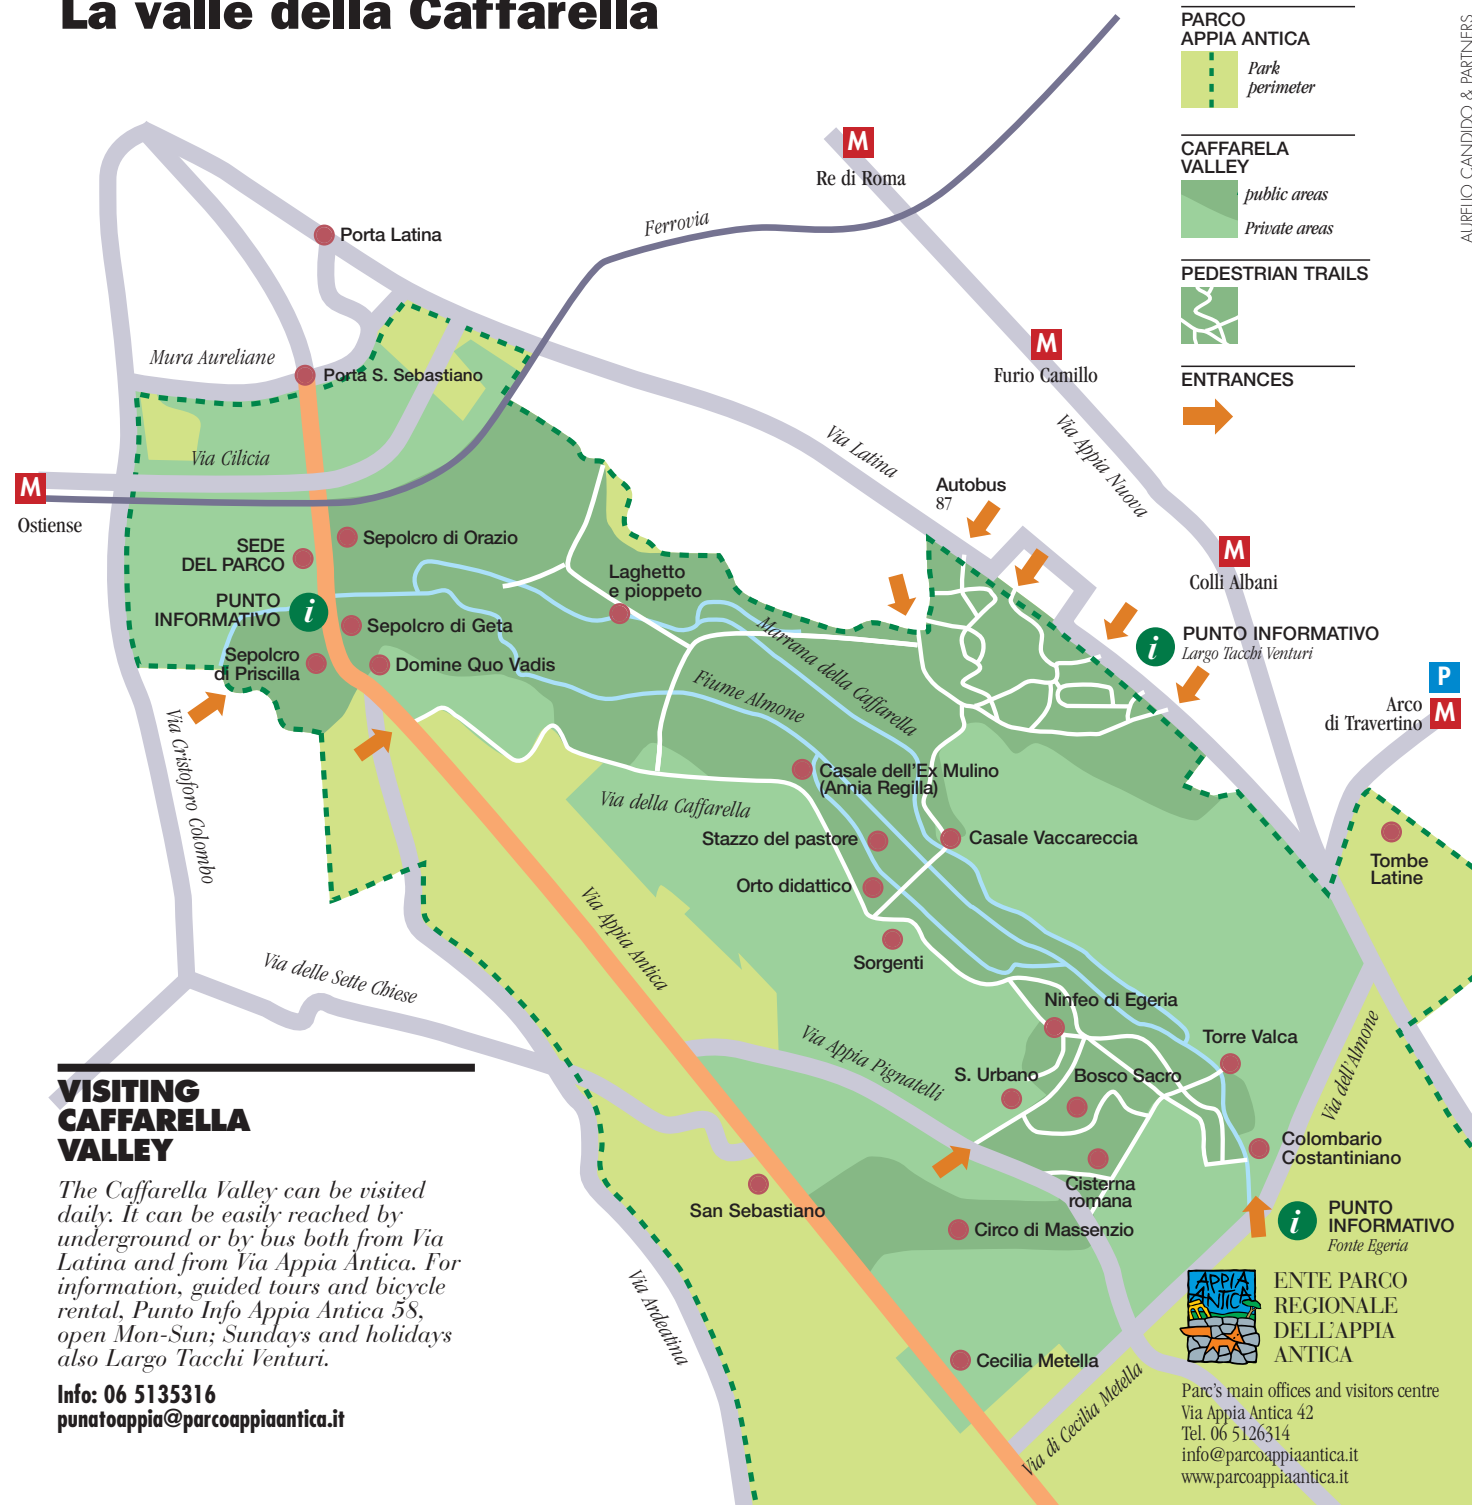 La valle della Caffarella
PARCO
APPIA ANTICA
Park
perimeter
CAFFARELA
VALLEY
public areas
Private areas
PEDESTRIAN TRAILS
ENTRANCES
AURELIO CANDIDO & PARTNERS
M
Re di Roma
Ferrovia
Porta Latina
Mura Aureliane
Porta S. Sebastiano
M
Furio Camillo
Via Cilicia
Via Latina
Via Appia Nuova
M
Ostiense
Autobus
87
Sepolcro di Orazio
SEDE
DEL PARCO
M
Colli Albani
Laghetto
e pioppeto
PUNTO
INFORMATIVO
i
Sepolcro di Geta
Marrana della Caffarella
i
PUNTO INFORMATIVO
Largo Tacchi Venturi
Sepolcro
di Priscilla
Domine Quo Vadis
Fiume Almone
P
Arco
di Travertino
M
Via Cristoforo Colombo
Casale dell'Ex Mulino
(Annia Regilla)
Via della Caffarella
Stazzo del pastore
Casale Vaccareccia
Tombe
Latine
Orto didattico
Via Appia Antica
Sorgenti
Via delle Sette Chiese
Ninfeo di Egeria
Torre Valca
Via Appia Pignatelli
Via dell'Almone
S. Urbano
Bosco Sacro
Colombario
Costantiniano
Cisterna
romana
San Sebastiano
Circo di Massenzio
i
PUNTO
INFORMATIVO
Fonte Egeria
Via Ardeatina
Cecilia Metella
Via di Cecilia Metella
VISITING
CAFFARELLA
VALLEY
The Caffarella Valley can be visited
daily. It can be easily reached by
underground or by bus both from Via
Latina and from Via Appia Antica. For
information, guided tours and bicycle
rental, Punto Info Appia Antica 58,
open Mon-Sun; Sundays and holidays
also Largo Tacchi Venturi.
Info: 06 5135316
punatoappia@parcoappiaantica.it
APPIA
ANTICA
ENTE PARCO
REGIONALE
DELL'APPIA
ANTICA
Parc's main offices and visitors centre
Via Appia Antica 42
Tel. 06 5126314
info@parcoappiaantica.it
www.parcoappiaantica.it